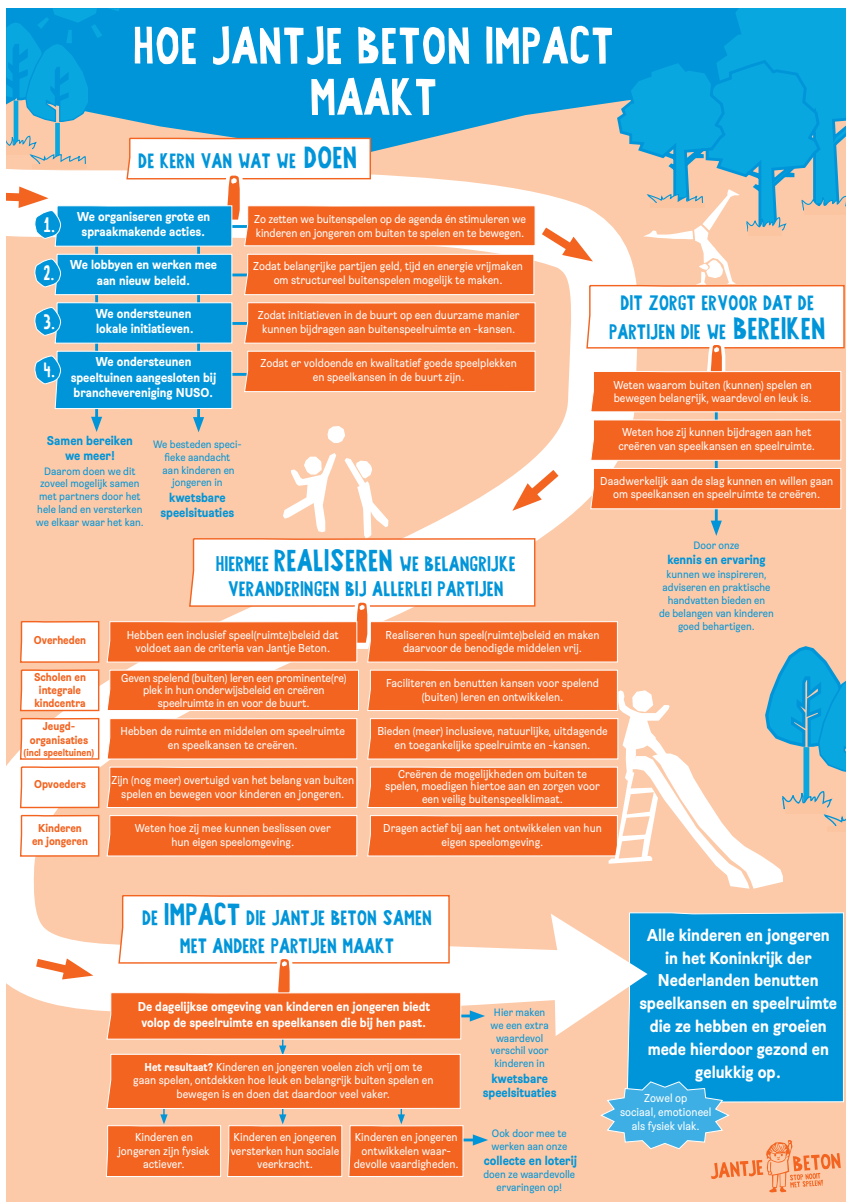 HOE JANTJE BETON IMPACT
MAAKT
DE KERN VAN WAT WE DOEN
1.
We organiseren grote en
spraakmakende acties.
Zo zetten we buitenspelen op de agenda én stimuleren we
kinderen en jongeren om buiten te spelen en te bewegen.
2.
We lobbyen en werken mee
aan nieuw beleid.
Zodat belangrijke partijen geld, tijd en energie vrijmaken
om structureel buitenspelen mogelijk te maken.
3.
We ondersteunen
lokale initiatieven.
Zodat initiatieven in de buurt op een duurzame manier
kunnen bijdragen aan buitenspeelruimte en -kansen.
4.
We ondersteunen
speeltuinen aangesloten bij
branchevereniging NUSO.
Zodat er voldoende en kwalitatief goede speelplekken
en speelkansen in de buurt zijn.
Samen bereiken
we meer!
Daarom doen we dit
zoveel mogelijk samen
met partners door het
hele land en versterken
we elkaar waar het kan.
We besteden speci-
fieke aandacht
aan kinderen en
jongeren in
kwetsbare
speelsituaties
DIT ZORGT ERVOOR DAT DE
PARTIJEN DIE WE BEREIKEN
Weten waarom buiten (kunnen) spelen en
bewegen belangrijk, waardevol en leuk is.
Weten hoe zij kunnen bijdragen aan het
creëren van speelkansen en speelruimte.
Daadwerkelijk aan de slag kunnen en willen gaan
om speelkansen en speelruimte te creëren.
Door onze
kennis en ervaring
kunnen we inspireren,
adviseren en praktische
handvatten bieden en
de belangen van kinderen
goed behartigen.
HIERMEE REALISEREN WE BELANGRIJKE
VERANDERINGEN BIJ ALLERLEI PARTIJEN
Overheden
Hebben een inclusief speel(ruimte)beleid dat
voldoet aan de criteria van Jantje Beton.
Realiseren hun speel(ruimte)beleid en maken
daarvoor de benodigde middelen vrij.
Scholen en
integrale
kindcentra
Geven spelend (buiten) leren een prominente(re)
plek in hun onderwijsbeleid en creëren
speelruimte in en voor de buurt.
Faciliteren en benutten kansen voor spelend
(buiten) leren en ontwikkelen.
Jeugd-
organisaties
(incl speeltuinen)
Hebben de ruimte en middelen om speelruimte
en speelkansen te creëren.
Bieden (meer) inclusieve, natuurlijke, uitdagende
en toegankelijke speelruimte en -kansen.
Opvoeders
Zijn (nog meer) overtuigd van het belang van buiten
spelen en bewegen voor kinderen en jongeren.
Creëren de mogelijkheden om buiten te
spelen, moedigen hiertoe aan en zorgen voor
een veilig buitenspeelklimaat.
Kinderen
en jongeren
Weten hoe zij mee kunnen beslissen over
hun eigen speelomgeving.
Dragen actief bij aan het ontwikkelen van hun
eigen speelomgeving.
DE IMPACT DIE JANTJE BETON SAMEN
MET ANDERE PARTIJEN MAAKT
De dagelijkse omgeving van kinderen en jongeren biedt
volop de speelruimte en speelkansen die bij hen past.
Hier maken
we een extra
waardevol
verschil voor
kinderen in
kwetsbare
speelsituaties
Het resultaat? Kinderen en jongeren voelen zich vrij om te
gaan spelen, ontdekken hoe leuk en belangrijk buiten spelen en
bewegen is en doen dat daardoor veel vaker.
Kinderen en
jongeren zijn fysiek
actiever.
Kinderen en jongeren
versterken hun sociale
veerkracht.
Kinderen en jongeren
ontwikkelen waar-
devolle vaardigheden.
Ook door mee te
werken aan onze
collecte en loterij
doen ze waardevolle
ervaringen op!
Alle kinderen en jongeren
in het Koninkrijk der
Nederlanden benutten
speelkansen en speelruimte
die ze hebben en groeien
mede hierdoor gezond en
gelukkig op.
Zowel op
sociaal, emotioneel
als fysiek vlak.
JANTJE BETON
STOP NOOIT
MET SPELEN!